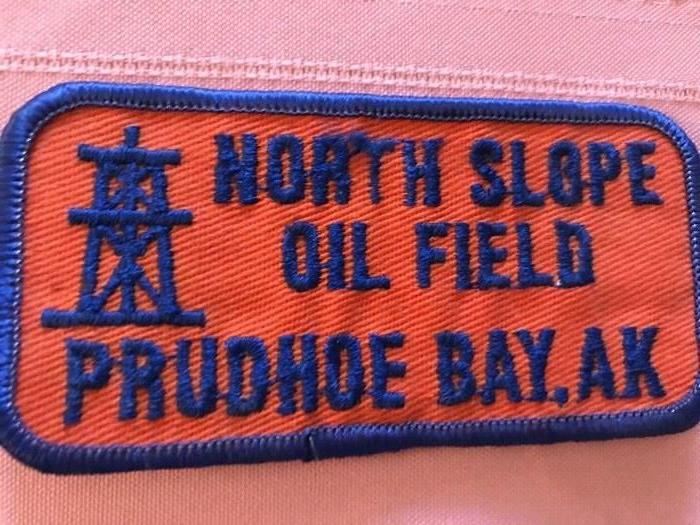 NORTH SLOPE
OIL FIELD
PRUDHOE BAY, AK